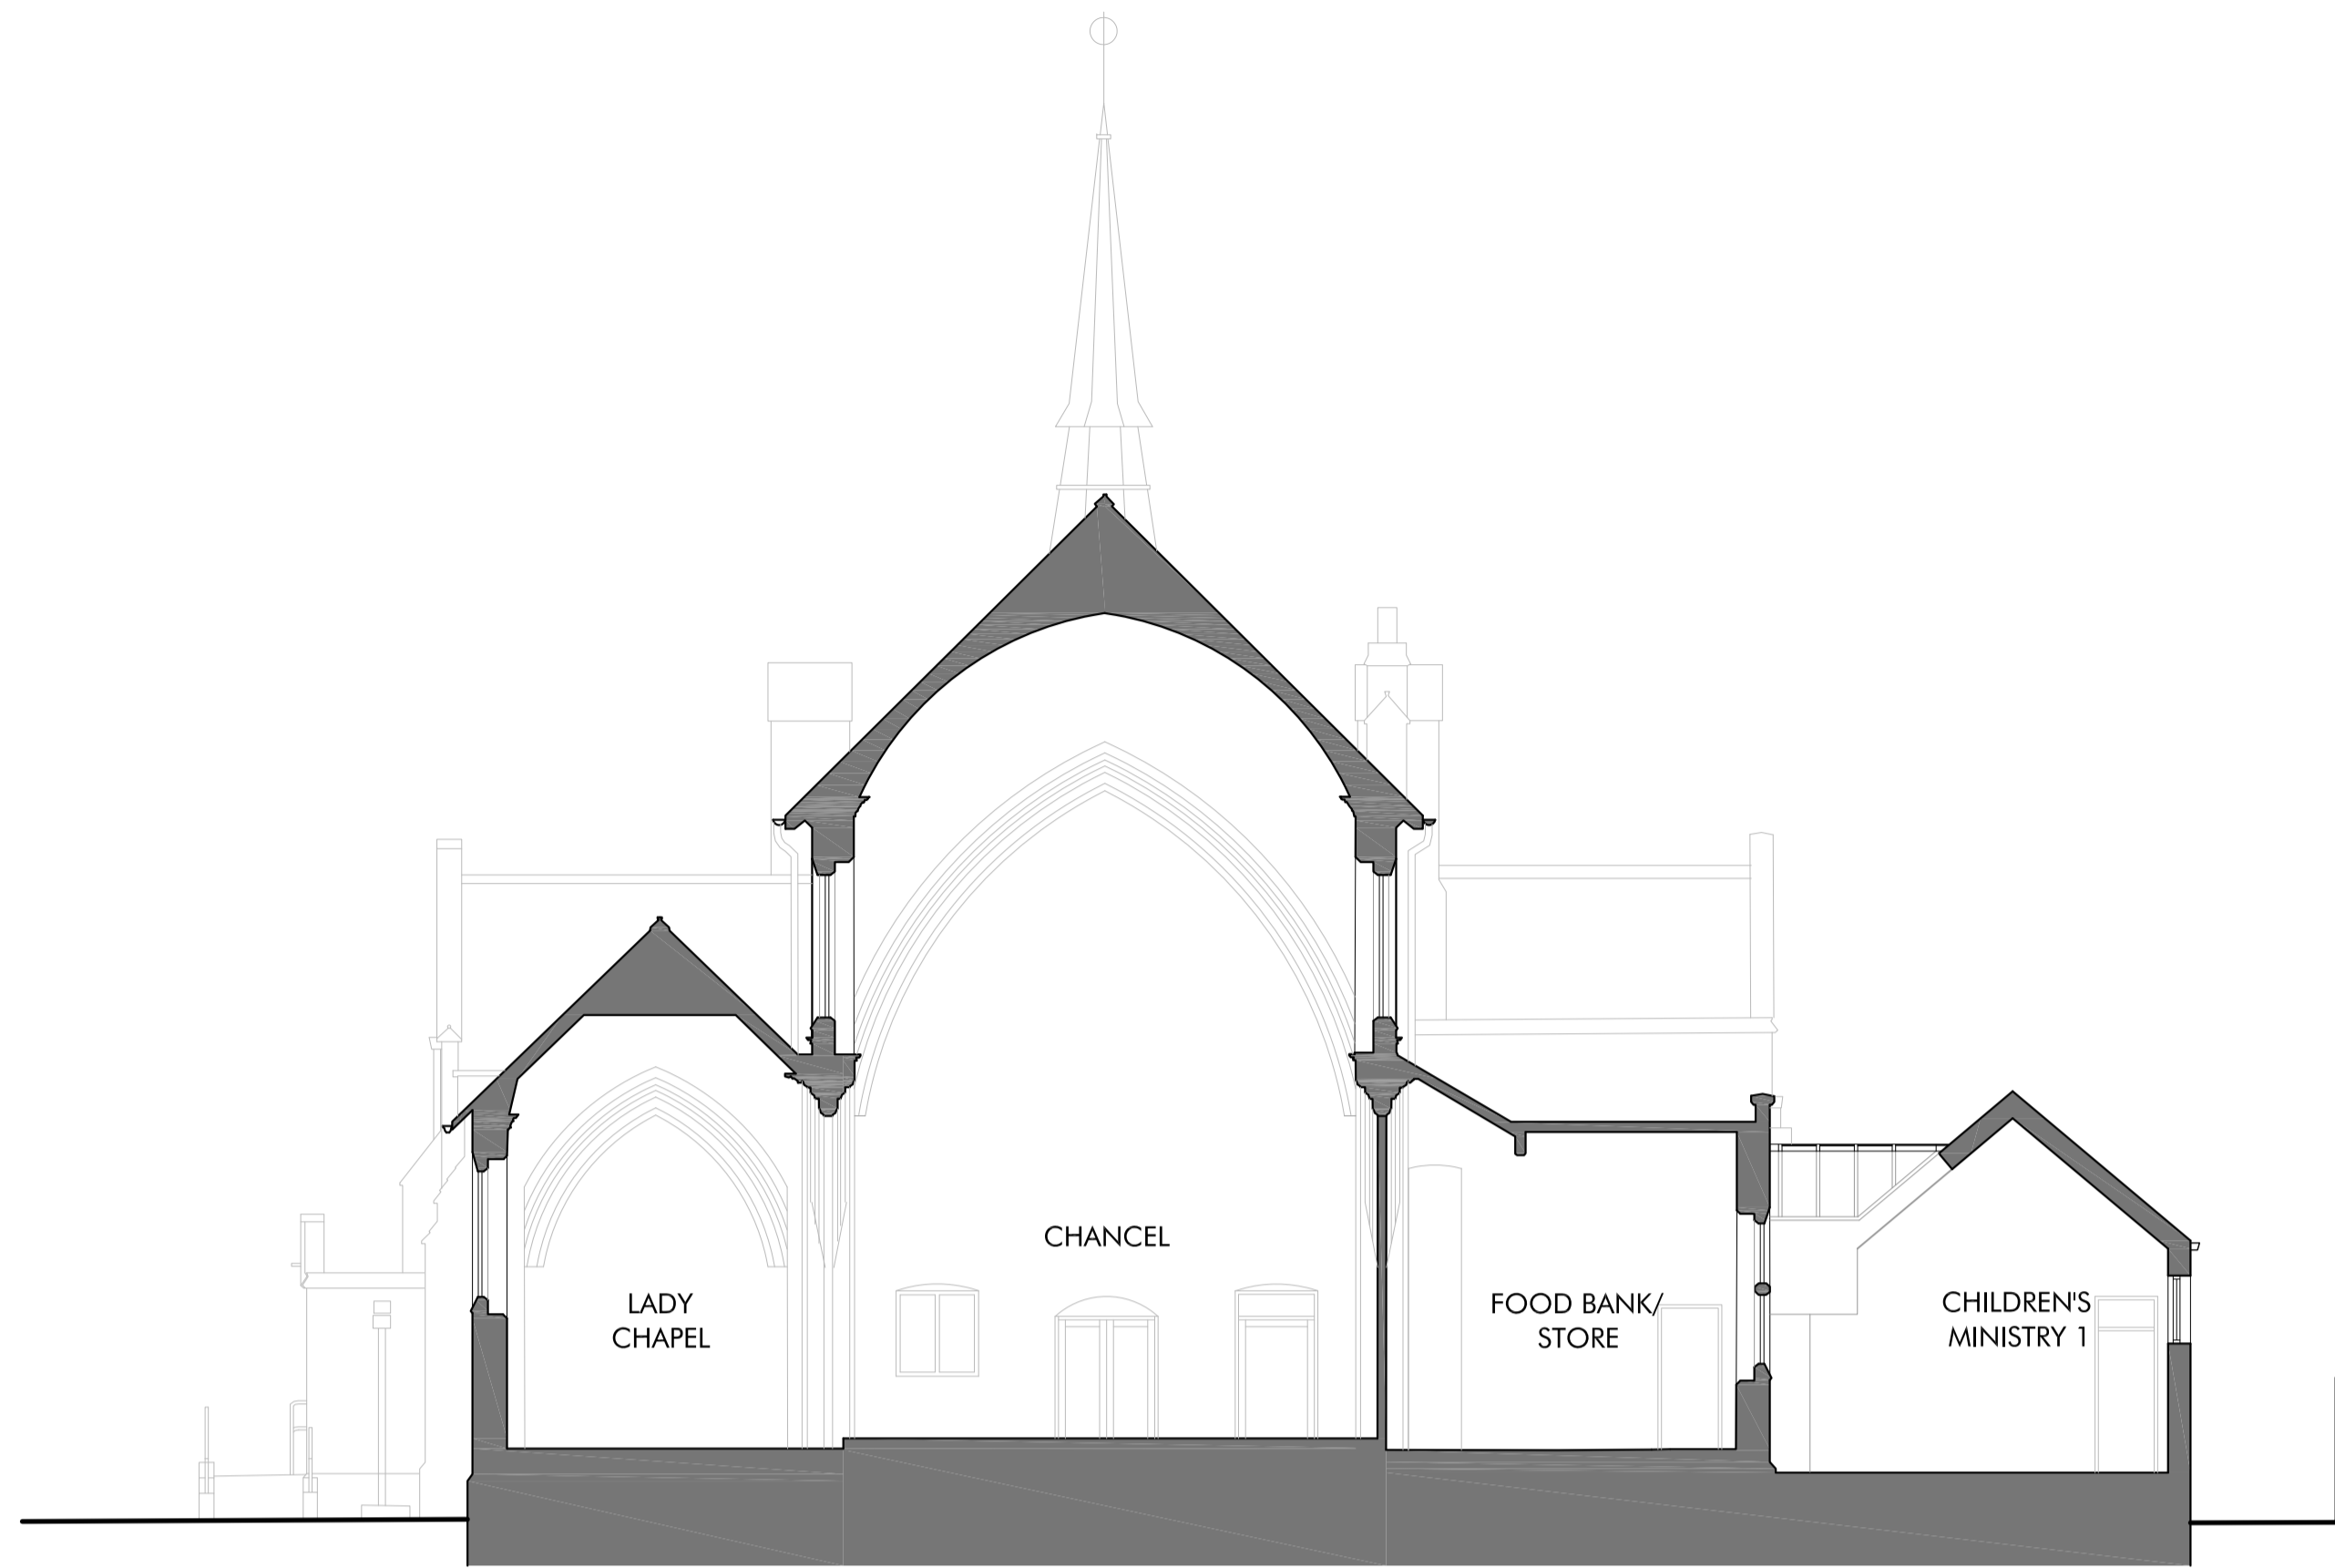 CHANCEL
LADY
CHAPEL
FOOD BANK/
STORE
CHILDREN'S
MINISTRY 1